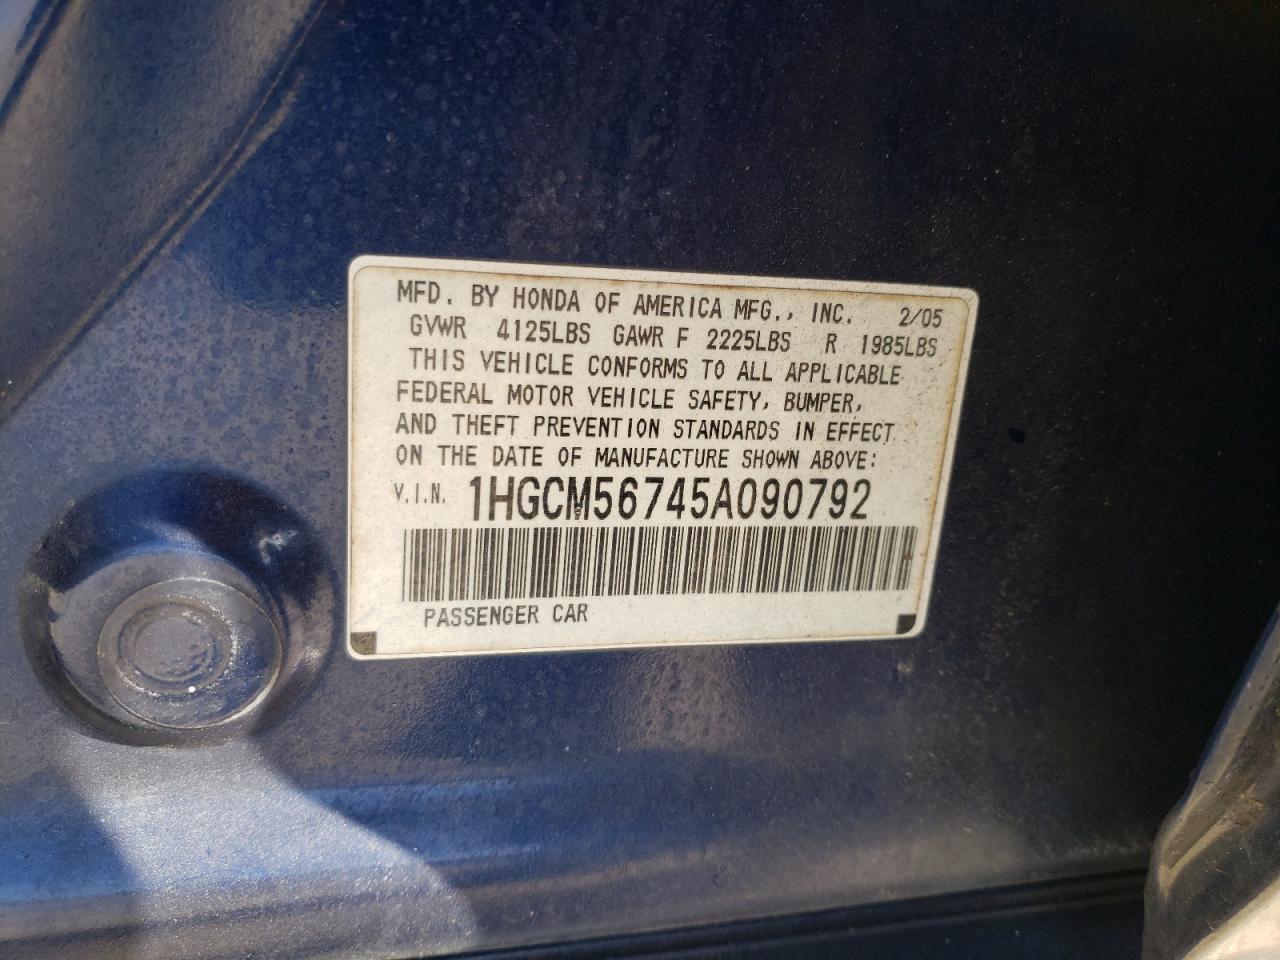 MFD. BY HONDA OF AMERICA MFG., INC. 2/05
GVWR 4125LBS GAWR F 2225LBS R 1985LBS
THIS VEHICLE CONFORMS TO ALL APPLICABLE
FEDERAL MOTOR VEHICLE SAFETY, BUMPER,
AND THEFT PREVENTION STANDARDS IN EFFECT
ON THE DATE OF MANUFACTURE SHOWN ABOVE:
V.I.N. 1HGCM56745A090792
PASSENGER CAR